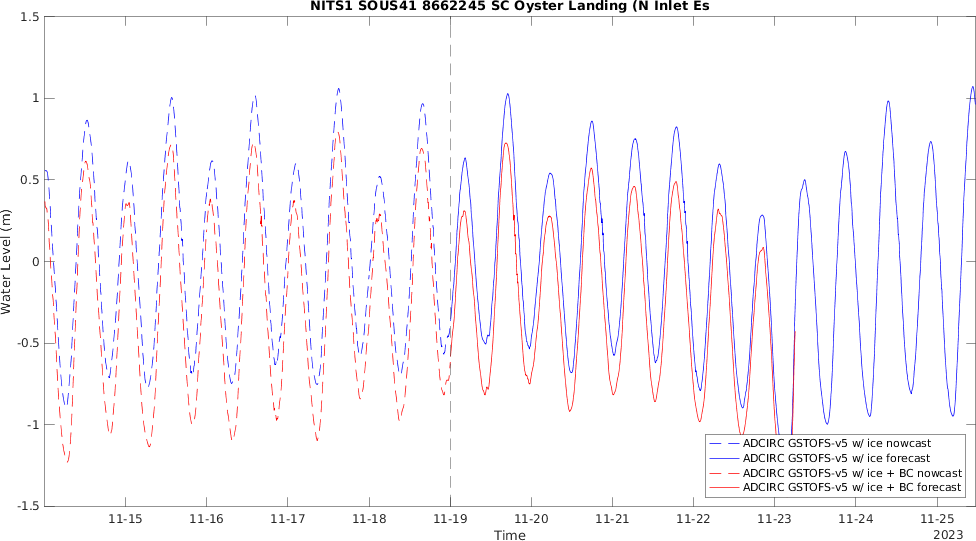 NITS1 SOUS41 8662245 SC Oyster Landing (N Inlet Es
1.5
1
0.5
0
-0.5
-1
-1.5
Water Level (m)
11-15 11-16 11-17 11-18 11-19 11-20 11-21 11-22 11-23 11-24 11-25
Time
2023
ADCIRC GSTOFS-v5 w/ ice nowcast
ADCIRC GSTOFS-v5 w/ ice forecast
ADCIRC GSTOFS-v5 w/ ice + BC nowcast
ADCIRC GSTOFS-v5 w/ ice + BC forecast